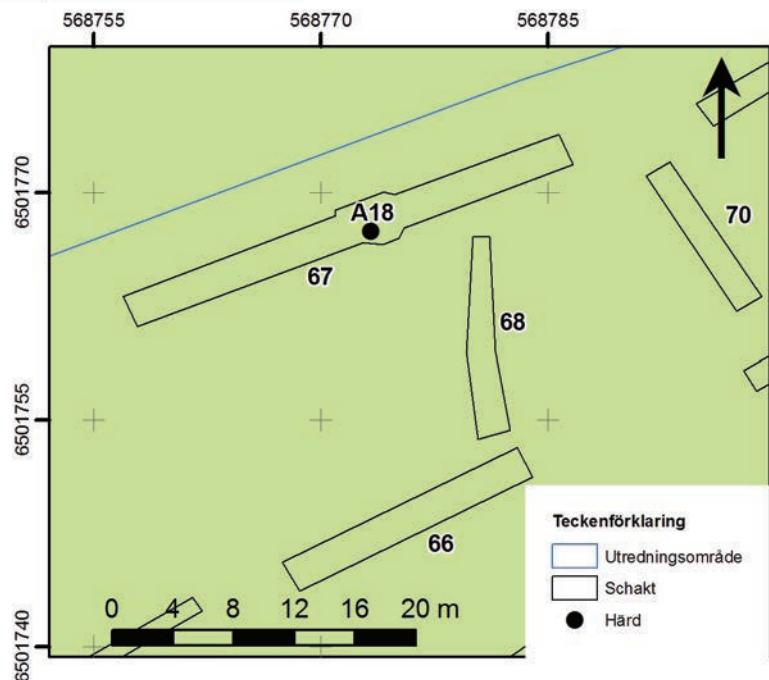 568755 568770 568785
6501770
6501755
6501740
A18
67
68
70
66
0 4 8 12 16 20 m
Teckenförklaring
Utredningsområde
Schakt
Härd